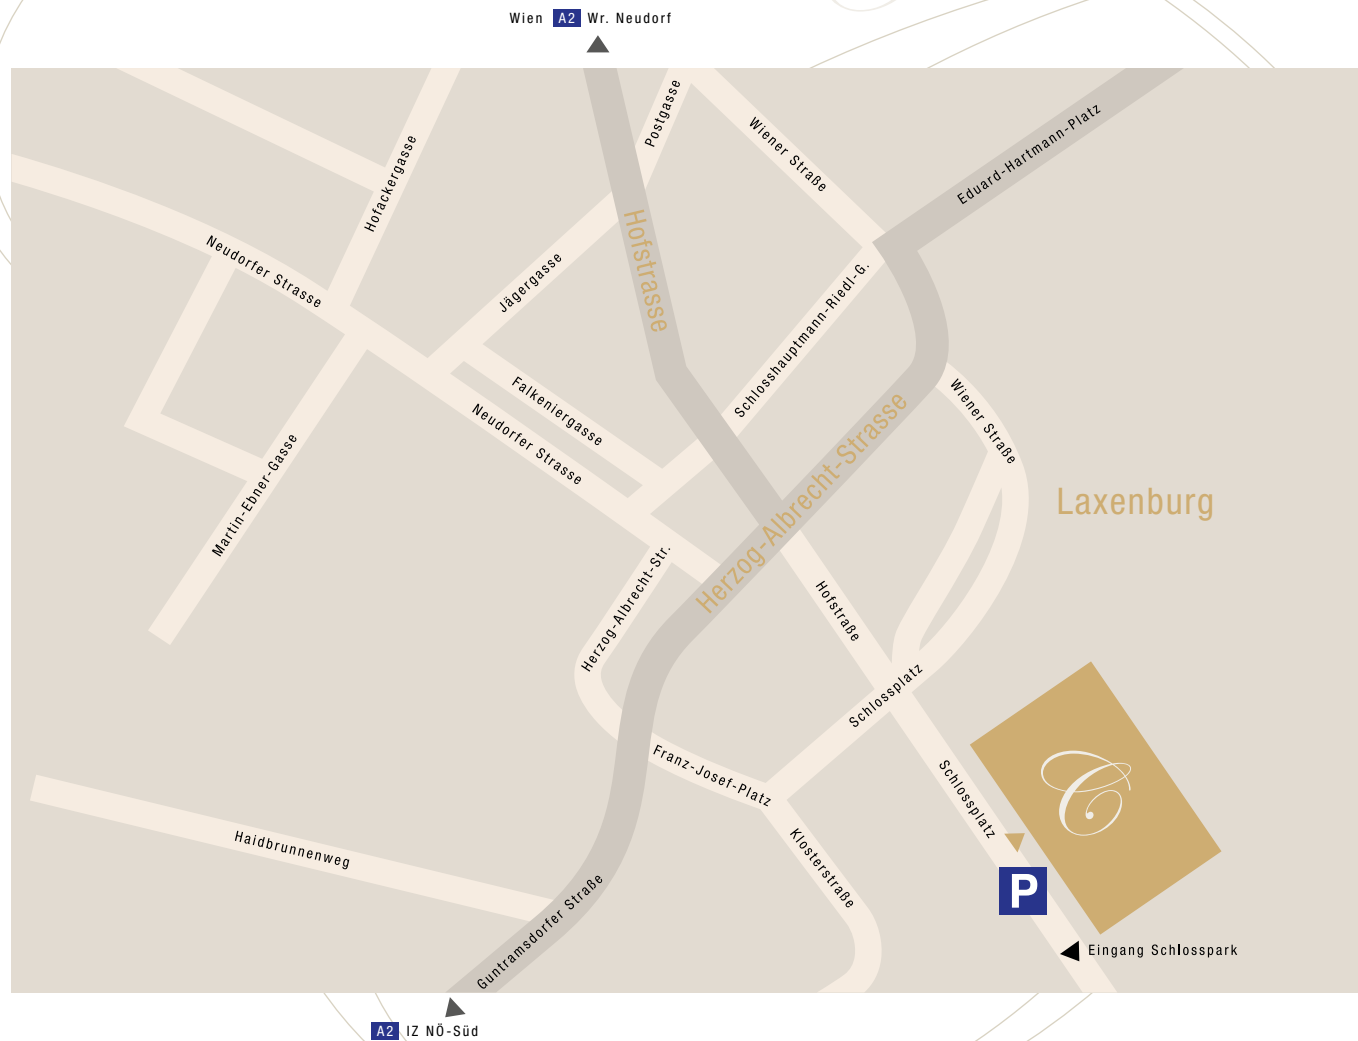 Wien A2 Wr. Neudorf
Postgasse
Wiener Straße
Eduard-Hartmann-Platz
Hofackergasse
Neudorfer Strasse
Hofstrasse
Jägergasse
Schlosshauptmann-Riedl-G.
Falkeniergasse
Neudorfer Strasse
Wiener Straße
Herzog-Albrecht-Strasse
Martin-Ebner-Gasse
Laxenburg
Herzog-Albrecht-Str.
Hofstraße
Schlossplatz
Franz-Josef-Platz
Schlossplatz
C
Haidbrunnenweg
Klosterstraße
P
Guntramsdorfer Straße
Eingang Schlosspark
A2 IZ NÖ-Süd